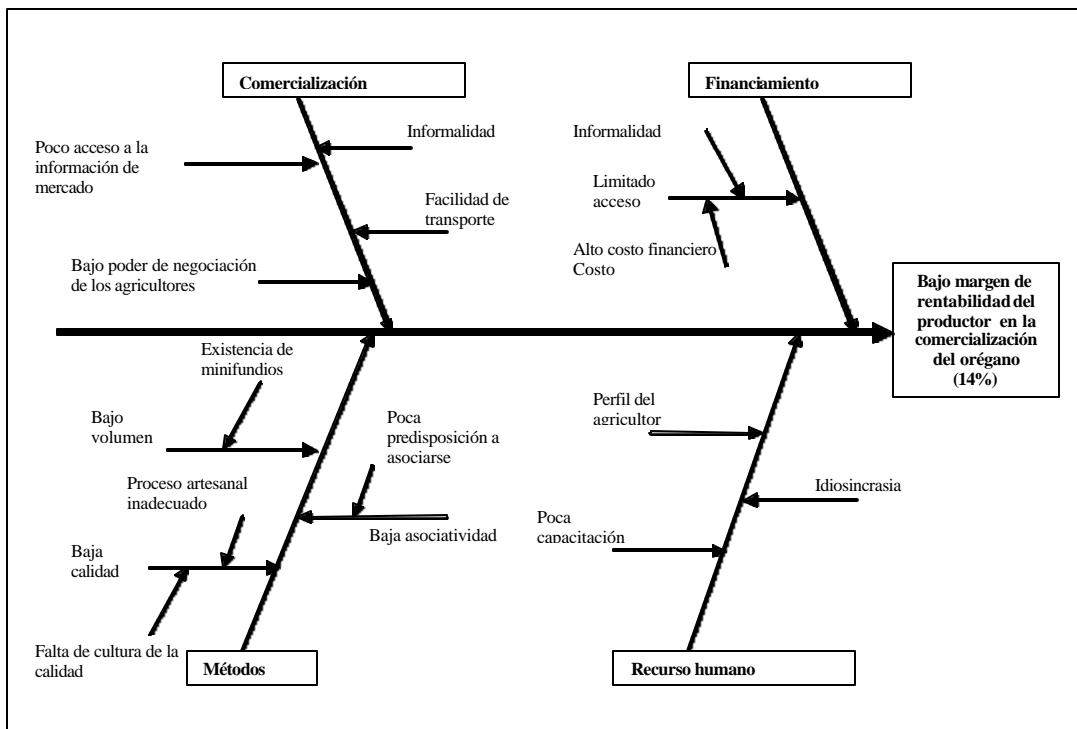 Comercialización
Financiamiento
Informalidad
Poco acceso a la
información de
mercado
Facilidad de
transporte
Bajo poder de negociación
de los agricultores
Informalidad
Limitado
acceso
Alto costo financiero
Costo
Bajo margen de
rentabilidad del
productor en la
comercialización
del orégano
(14%)
Existencia de
minifundios
Bajo
volumen
Poca
predisposición a
asociarse
Proceso artesanal
inadecuado
Baja asociatividad
Baja
calidad
Falta de cultura de la
calidad
Perfil del
agricultor
Idiosincrasia
Poca
capacitación
Métodos
Recurso humano